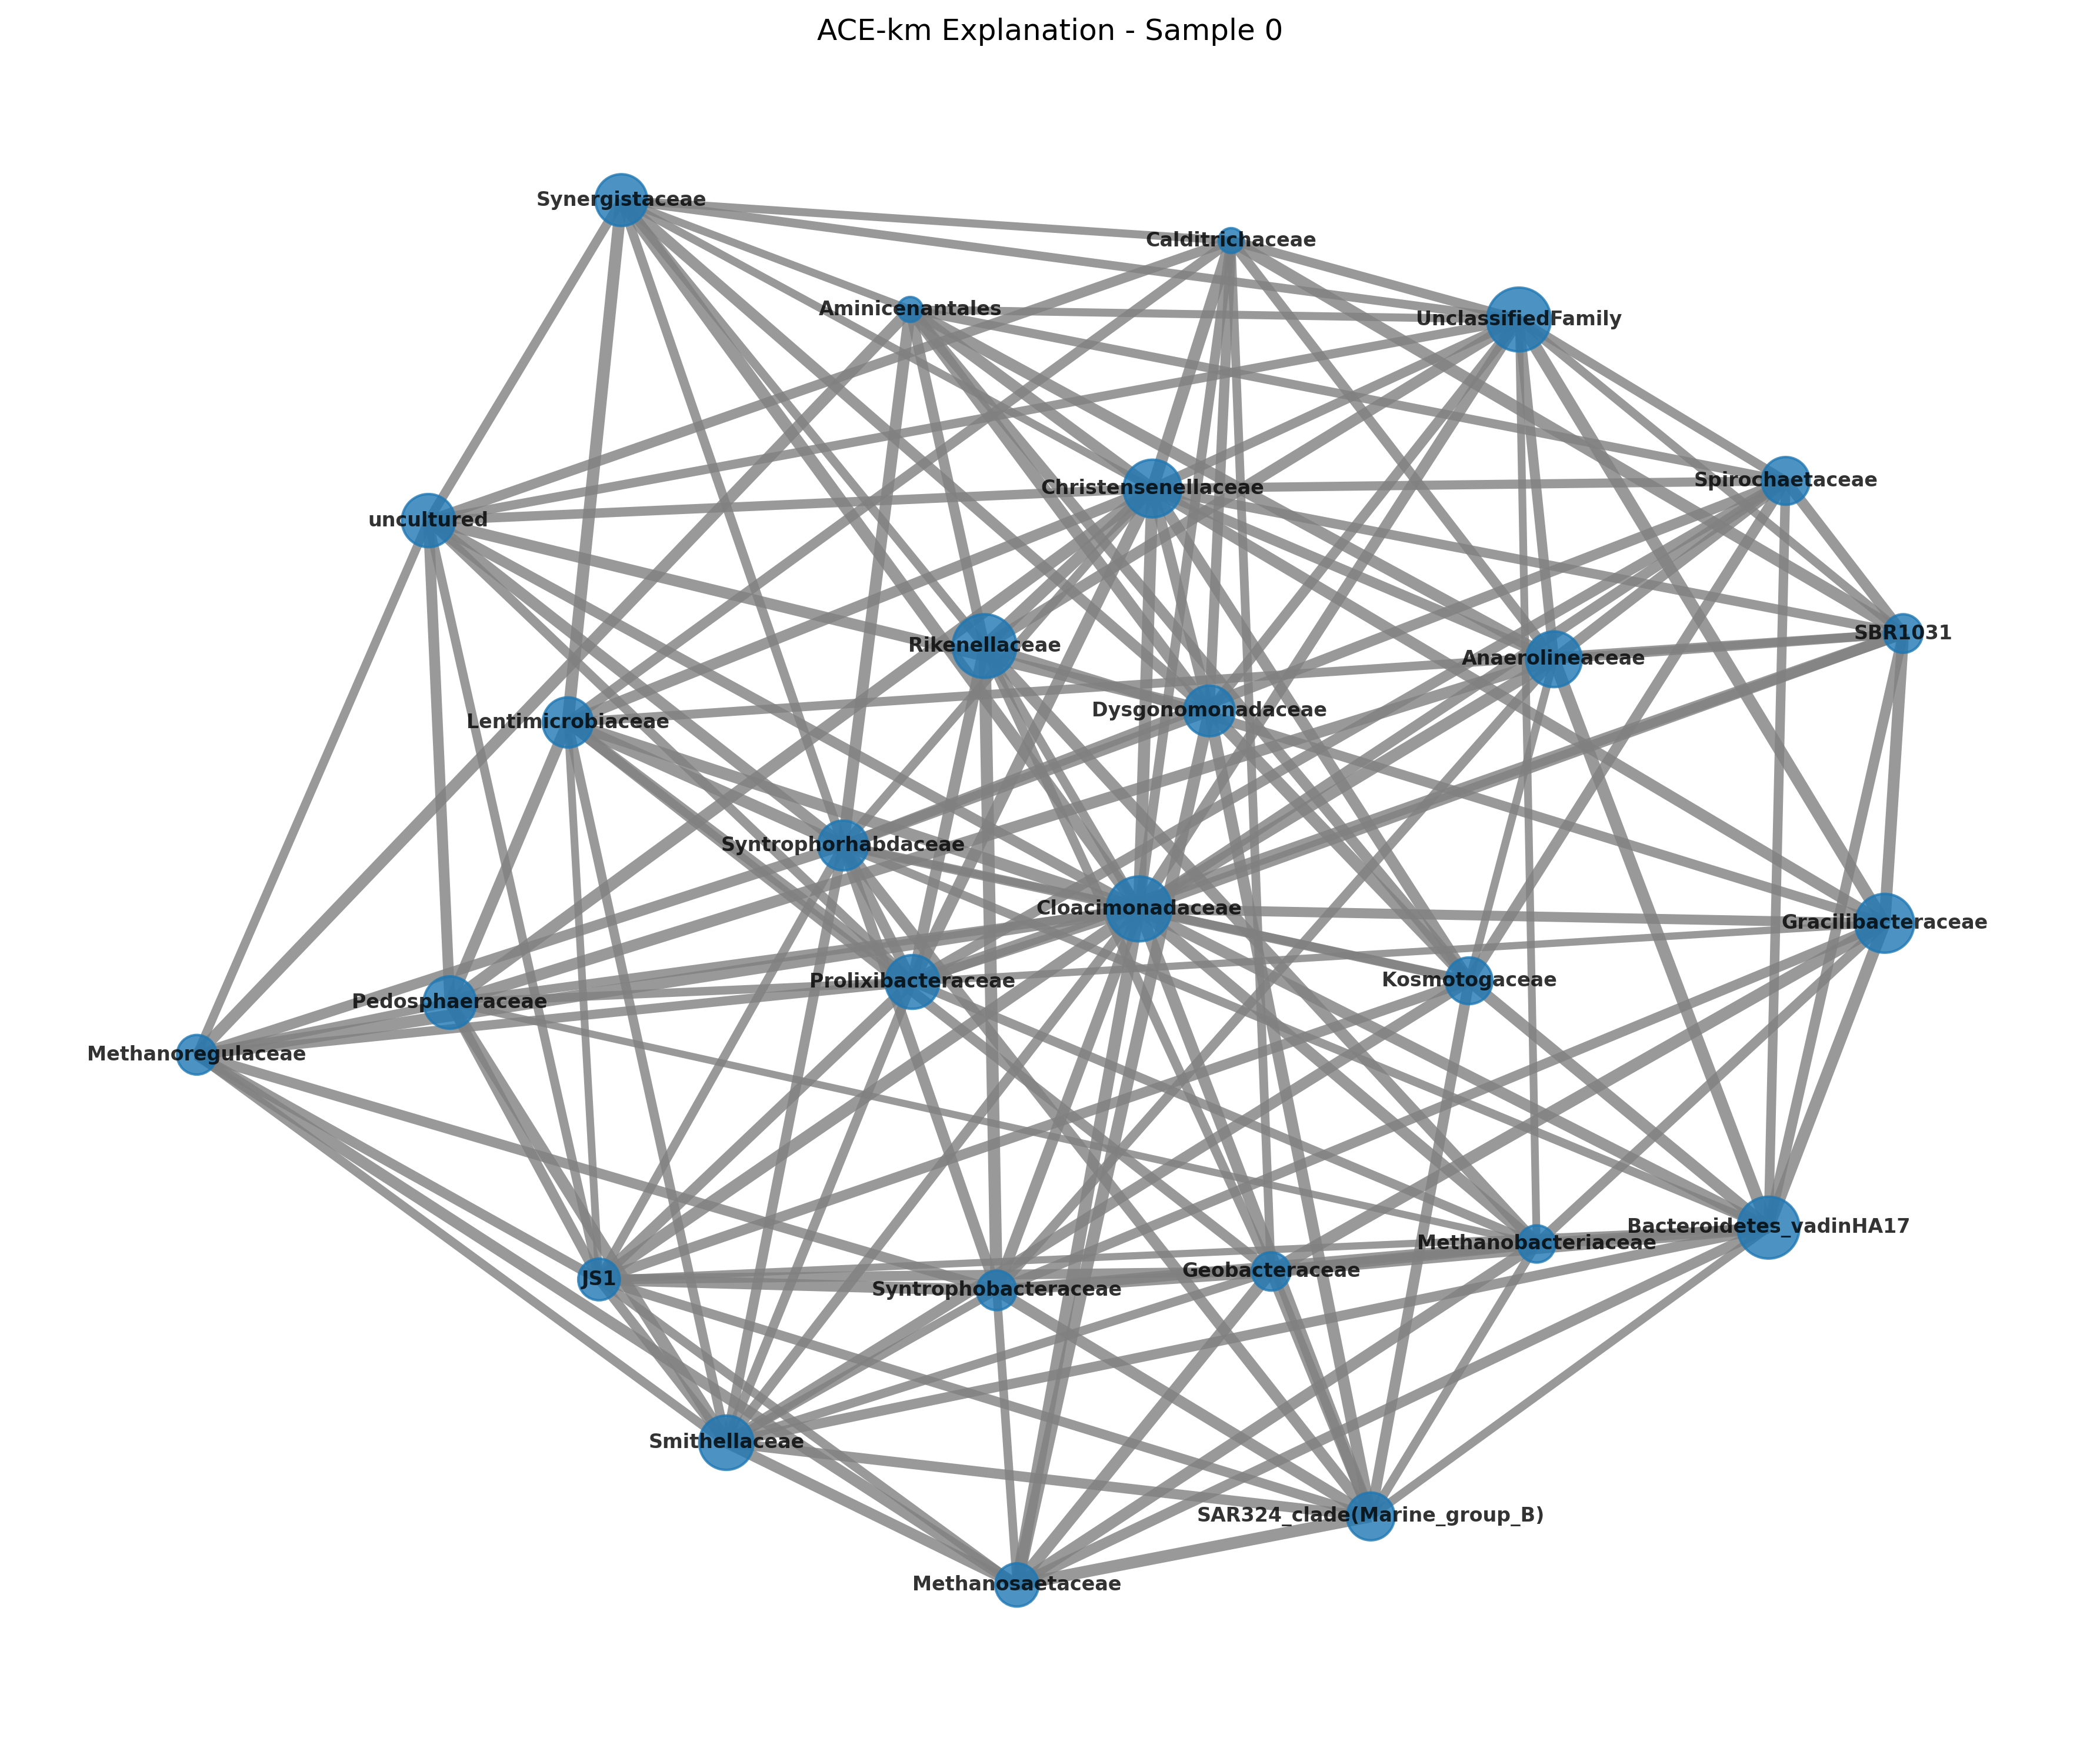 ACE-km Explanation - Sample 0
Synergistaceae
Calditrichaceae
Aminicenantales
UnclassifiedFamily
Spirochaetaceae
Christensenellaceae
uncultured
SBR1031
Rikenellaceae
Anaerolineaceae
Dysgonomonadaceae
Lentimicrobiaceae
Syntrophorhabdaceae
Cloacimonadaceae
Gracilibacteraceae
Prolixibacteraceae
Kosmotogaceae
Pedosphaeraceae
Methanoregulaceae
Bacteroidetes_vadinHA17
Methanobacteriaceae
Geobacteraceae
JS1
Syntrophobacteraceae
Smithellaceae
SAR324_clade(Marine_group_B)
Methanosaetaceae